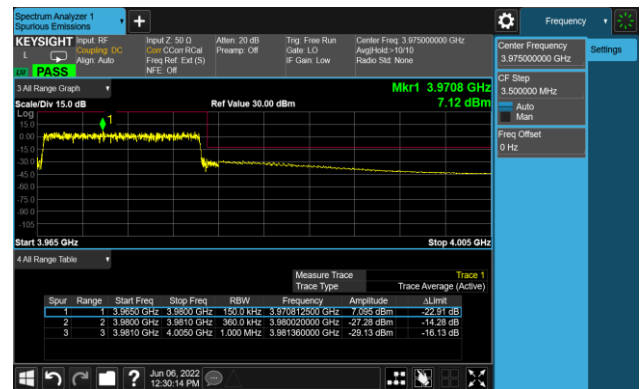 Spectrum Analyzer 1
Spurious Emissions
Frequency
KEYSIGHT
L
LXI
PASS
Input: RF
Coupling: DC
Align: Auto
Input Z: 50 Ω
Corr CCorr RCal
Freq Ref: Ext (S)
NFE: Off
Atten: 20 dB
Preamp: Off
Trig: Free Run
Gate: LO
IF Gain: Low
Center Freq: 3.975000000 GHz
Avg|Hold:>10/10
Radio Std: None
3 All Range Graph
Scale/Div 15.0 dB
Ref Value 30.00 dBm
Mkr1 3.9708 GHz
7.12 dBm
Log
1
15.0
0.00
-15.0
-30.0
-45.0
-60.0
-75.0
-90.0
-105
Start 3.965 GHz
Stop 4.005 GHz
4 All Range Table
Measure Trace Trace 1
Trace Type Trace Average (Active)
Spur Range Start Freq Stop Freq RBW Frequency Amplitude ΔLimit
1 1 3.9650 GHz 3.9800 GHz 150.0 kHz 3.970812500 GHz 7.095 dBm -22.91 dB
2 2 3.9800 GHz 3.9810 GHz 360.0 kHz 3.980020000 GHz -27.28 dBm -14.28 dB
3 3 3.9810 GHz 4.0050 GHz 1.000 MHz 3.981360000 GHz -29.13 dBm -16.13 dB
Center Frequency
3.975000000 GHz
Settings
CF Step
3.500000 MHz
Auto
Man
Freq Offset
0 Hz
?
Jun 06, 2022
12:30:14 PM